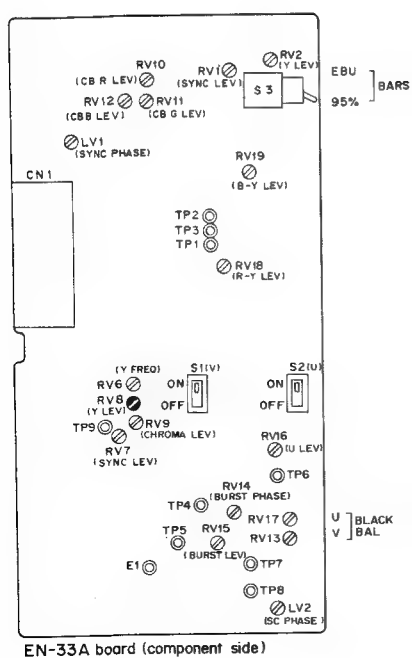 RV2
(Y LEV)
RV10
(CB R LEV)
RV1
(SYNC LEV)
EBU
BARS
95%
S3
RV12
(CB B LEV)
RV11
(CB G LEV)
LV1
(SYNC PHASE)
CN1
RV19
(B-Y LEV)
TP2
TP3
TP1
RV18
(R-Y LEV)
(Y FREQ)
RV6
RV8
(Y LEV)
TP9
RV9
(CHROMA LEV)
RV7
(SYNC LEV)
S1(V)
ON
OFF
S2(U)
ON
OFF
RV16
(U LEV)
TP6
RV14
(BURST PHASE)
TP4
RV17
U
BLACK
V
BAL
RV13
TP5
RV15
(BURST LEV)
E1
TP7
TP8
LV2
(SC PHASE)
EN-33A board (component side)